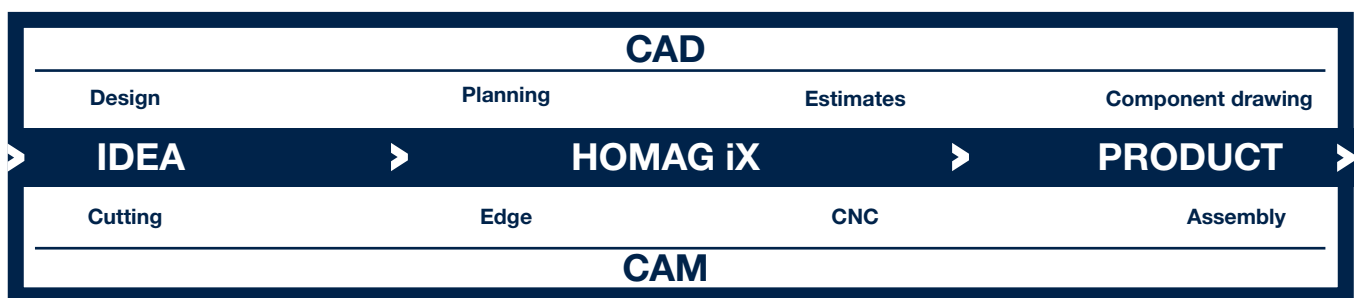 CAD
Design Planning Estimates Component drawing
> IDEA > HOMAG iX > PRODUCT >
Cutting Edge CNC Assembly
CAM